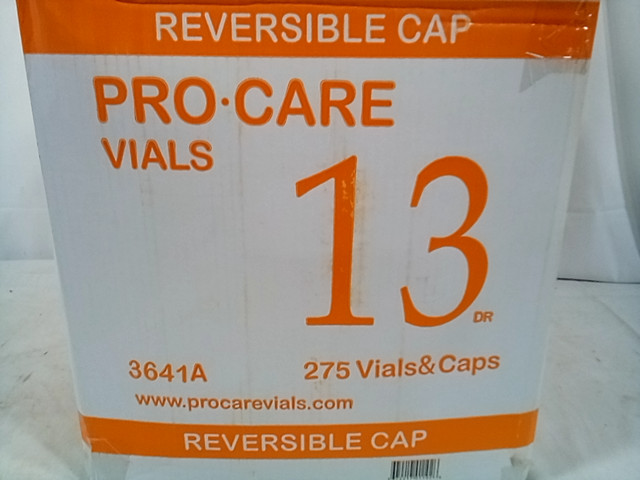 REVERSIBLE CAP
PRO·CARE
VIALS
13 DR
3641A
275 Vials&Caps
www.procarevials.com
REVERSIBLE CAP